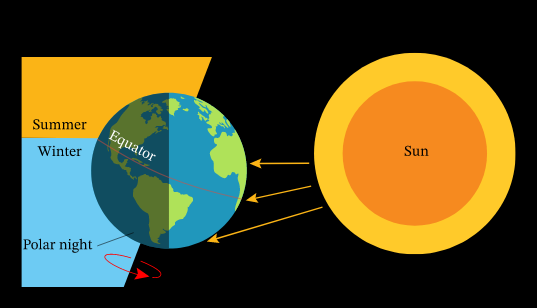 Summer
Winter
Equator
Sun
Polar night